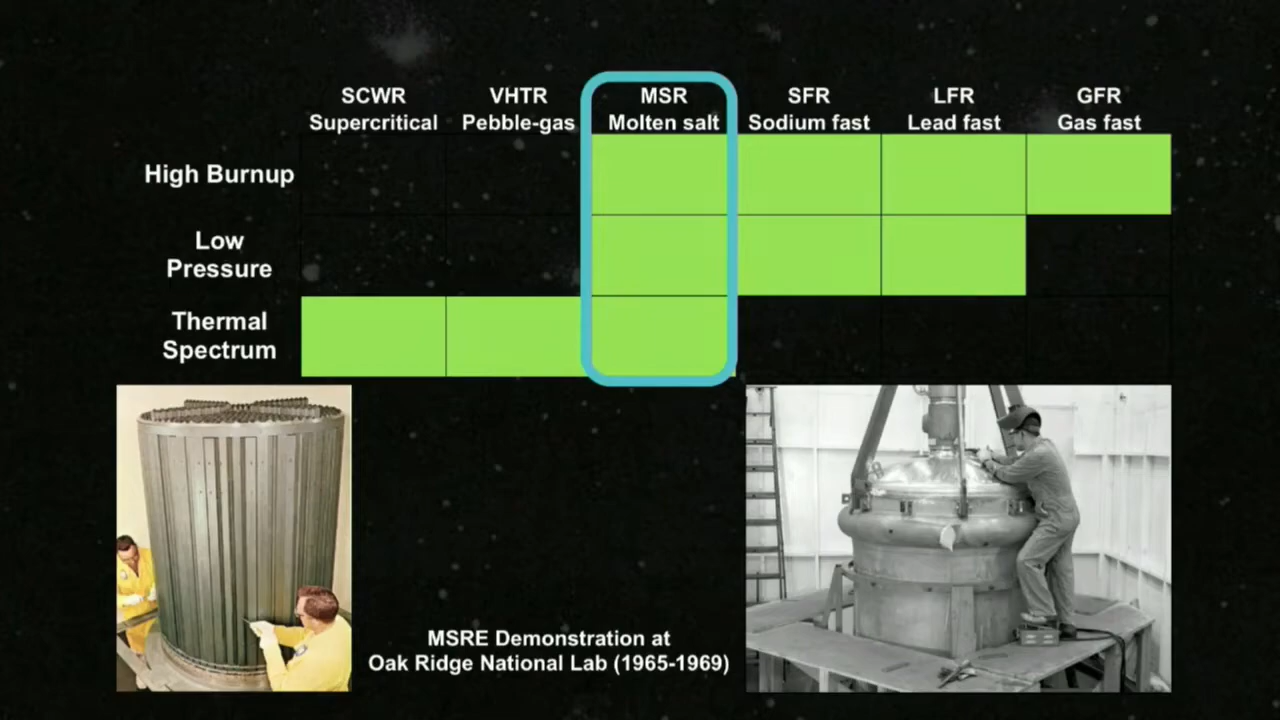 SCWR VHTR MSR SFR LFR GFR
Supercritical Pebble-gas Molten salt Sodium fast Lead fast Gas fast
High Burnup
Low
Pressure
Thermal
Spectrum
MSRE Demonstration at
Oak Ridge National Lab (1965-1969)